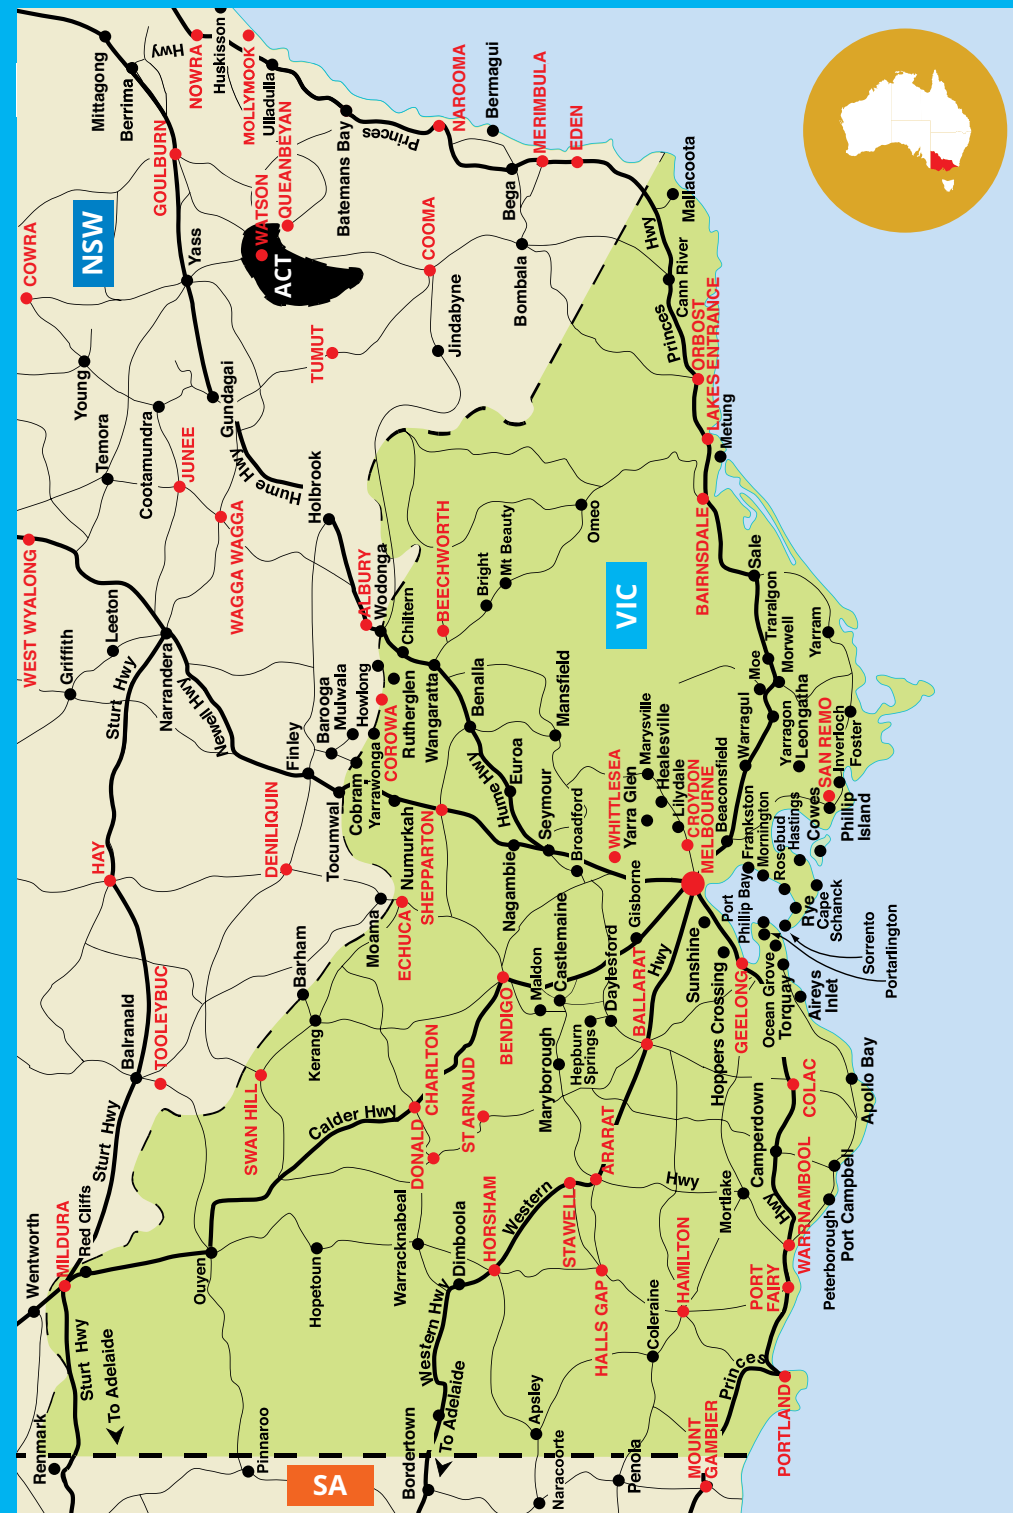 Mittagong
Berrima
Hwy
NOWRA
Huskisson
MOLLYMOOK
Ulladulla
GOULBURN
QUEANBEYAN
WATSON
ACT
NSW
COWRA
Yass
Batemans Bay
Princes
NAROOMA
Bermagui
MERIMBULA
EDEN
Bega
COOMA
Jindabyne
Bombala
Mallacoota
Hwy
Cann River
Princes
ORBOST
LAKES ENTRANCE
Metung
TUMUT
Young
Temora
Cootamundra
JUNEE
Gundagai
Hume Hwy
Holbrook
WAGGA WAGGA
WEST WYALONG
Griffith
Leeton
Sturt Hwy
Narrandera
Newell Hwy
ALBURY
Wodonga
Chiltern
BEECHWORTH
Bright
Mt Beauty
Omeo
VIC
BAIRNSDALE
Sale
Traralgon
Morwell
Moe
Yarram
Finley
Barooga
Mulwala
Howlong
COROWA
Rutherglen
Wangaratta
Benalla
Mansfield
Hume Hwy
Euroa
Seymour
Broadford
WHITTLESEA
Yarra Glen
Marysville
Healesville
Lilydale
CROYDON
MELBOURNE
Beaconsfield
Warragul
Yarragon
Leongatha
SAN REMO
Inverloch
Foster
DENILIQUIN
Tocumwal
Cobram
Yarrawonga
Numurkah
SHEPPARTON
Nagambie
HAY
Moama
ECHUCA
Barham
Kerang
Balranald
TOOLEYBUC
SWAN HILL
Sturt Hwy
Calder Hwy
CHARLTON
DONALD
ST ARNAUD
BENDIGO
Maldon
Castlemaine
Maryborough
Hepburn
Springs
Daylesford
Gisborne
BALLARAT
Hwy
Sunshine
Hoppers Crossing
GEELONG
Port
Phillip Bay
Frankston
Mornington
Rosebud
Hastings
Cowes
Phillip
Island
Rye
Cape
Schanck
Sorrento
Portarlington
Ocean Grove
Torquay
Aireys
Inlet
COLAC
Apollo Bay
Camperdown
Port Campbell
Peterborough
WARRNAMBOOL
Hwy
Mortlake
Hwy
ARARAT
STAWELL
Western
HORSHAM
Dimboola
Warracknabeal
HALLS GAP
HAMILTON
Coleraine
PORT
FAIRY
Princes
PORTLAND
MOUNT
GAMBIER
Penola
Naracoorte
Apsley
Western Hwy
To Adelaide
Bordertown
Hopetoun
Ouyen
Pinnaroo
SA
Wentworth
MILDURA
Red Cliffs
Sturt Hwy
To Adelaide
Renmark